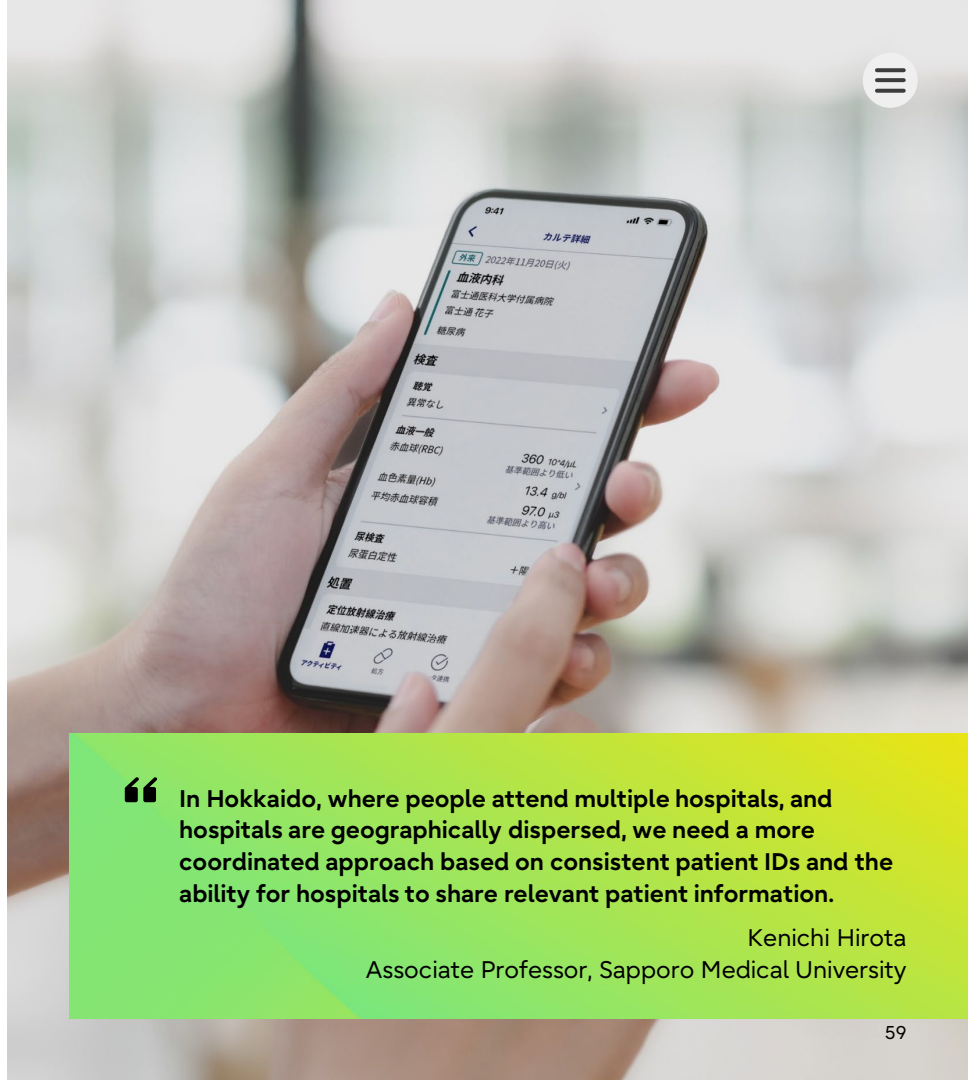 9:41
カルテ詳細
外来 2022年11月20日(火)
血液内科
富士通医科大学付属病院
富士通 花子
糖尿病
検査
聴覚
異常なし
血液一般
赤血球(RBC) 360 10^4/μL
基準範囲より低い
血色素量(Hb) 13.4 g/dl
平均赤血球容積 97.0 μ3
基準範囲より高い
尿検査
尿蛋白定性 +陽
処置
定位放射線治療
直線加速器による放射線治療
アクティビティ 処方 タ連携
“ In Hokkaido, where people attend multiple hospitals, and
hospitals are geographically dispersed, we need a more
coordinated approach based on consistent patient IDs and the
ability for hospitals to share relevant patient information.
Kenichi Hirota
Associate Professor, Sapporo Medical University
59